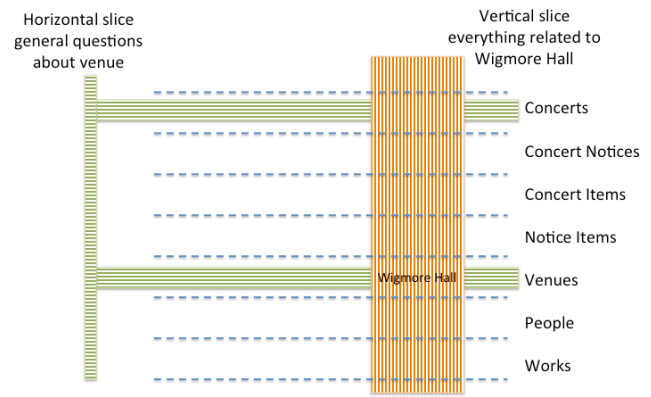 Horizontal slice
general questions
about venue
Vertical slice
everything related to
Wigmore Hall
Concerts
Concert Notices
Concert Items
Notice Items
Wigmore Hall
Venues
People
Works